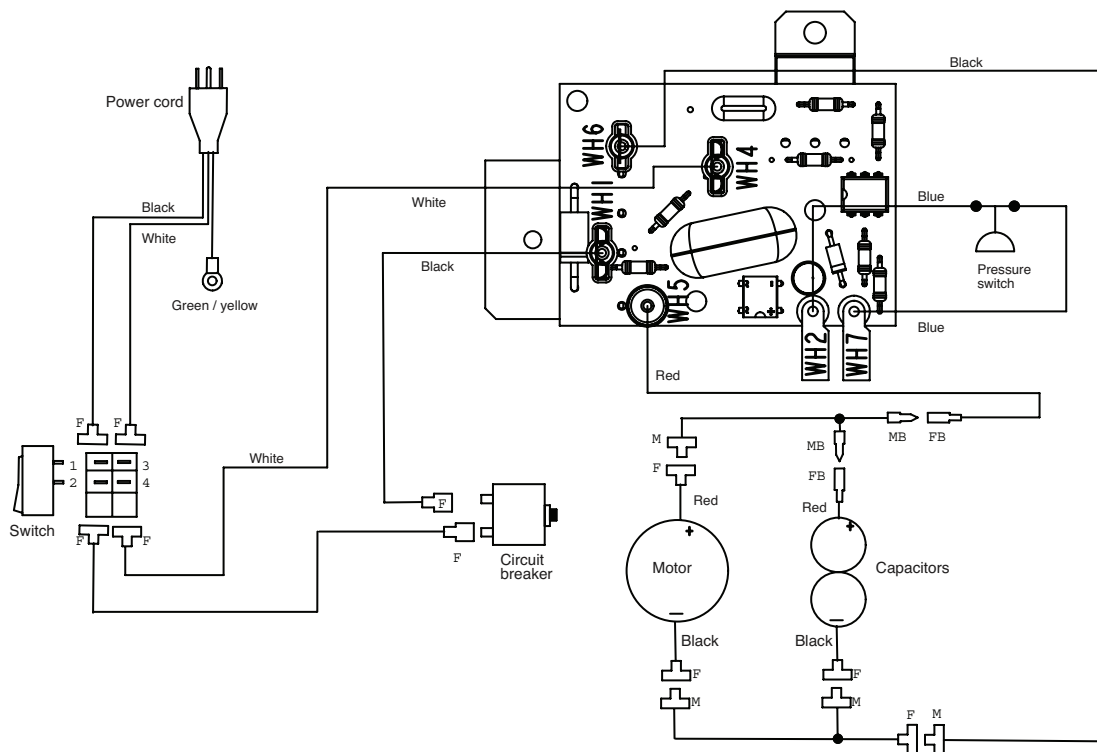 Black
Power cord
WH6
WH4
White
WH1
Black
Blue
White
Black
Pressure
switch
Green / yellow
WH5
WH2
WH7
Blue
Red
F
F
M
MB
FB
MB
1
3
White
F
FB
2
4
F
Red
Red
Switch
F
F
F
Circuit
breaker
+
Motor
–
+
Capacitors
–
Black
Black
F
F
M
M
F
M